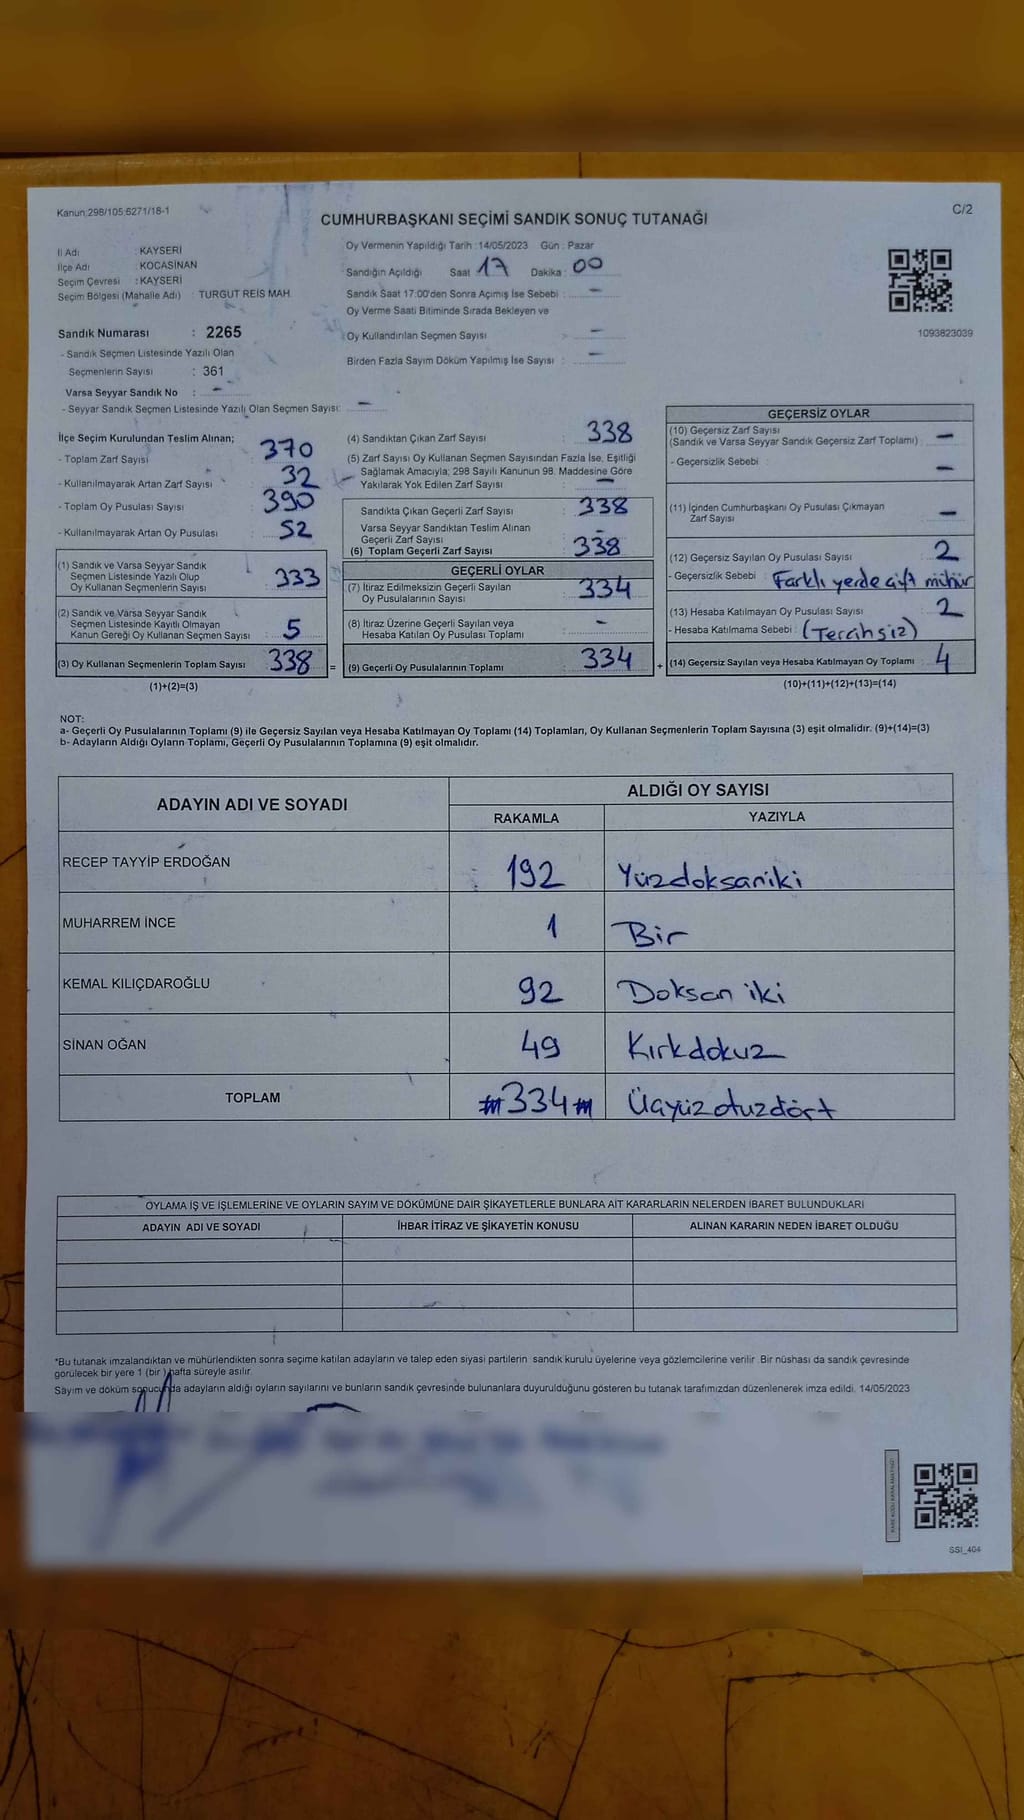 Kanun:298/105 6271/18-1
C/2
CUMHURBAŞKANI SEÇİMİ SANDIK SONUÇ TUTANAĞI
İl Adı : KAYSERİ
İlçe Adı : KOCASİNAN
Seçim Çevresi : KAYSERİ
Seçim Bölgesi (Mahalle Adı) : TURGUT REİS MAH.
Sandık Numarası : 2265
- Sandık Seçmen Listesinde Yazılı Olan
Seçmenlerin Sayısı : 361
Varsa Seyyar Sandık No : -
- Seyyar Sandık Seçmen Listesinde Yazılı Olan Seçmen Sayısı: -
Oy Vermenin Yapıldığı Tarih :14/05/2023 Gün : Pazar
Sandığın Açıldığı Saat 17 Dakika : 00
Sandık Saat 17:00'den Sonra Açımış İse Sebebi : -
Oy Verme Saati Bitiminde Sırada Bekleyen ve
Oy Kullandırılan Seçmen Sayısı : -
Birden Fazla Sayım Döküm Yapılmış İse Sayısı : -
1093823039
İlçe Seçim Kurulundan Teslim Alınan;
- Toplam Zarf Sayısı : 370
- Kullanılmayarak Artan Zarf Sayısı : 32
- Toplam Oy Pusulası Sayısı : 390
- Kullanılmayarak Artan Oy Pusulası : 52
(1) Sandık ve Varsa Seyyar Sandık
Seçmen Listesinde Yazılı Olup
Oy Kullanan Seçmenlerin Sayısı : 333
(2) Sandık ve Varsa Seyyar Sandık
Seçmen Listesinde Kayıtlı Olmayan
Kanun Gereği Oy Kullanan Seçmen Sayısı : 5
(3) Oy Kullanan Seçmenlerin Toplam Sayısı : 338 =
(1)+(2)=(3)
(4) Sandıktan Çıkan Zarf Sayısı : 338
(5) Zarf Sayısı Oy Kullanan Seçmen Sayısından Fazla İse, Eşitliği
Sağlamak Amacıyla; 298 Sayılı Kanunun 98. Maddesine Göre
Yakılarak Yok Edilen Zarf Sayısı : -
Sandıkta Çıkan Geçerli Zarf Sayısı : 338
Varsa Seyyar Sandıktan Teslim Alınan
Geçerli Zarf Sayısı : -
(6) Toplam Geçerli Zarf Sayısı : 338
GEÇERLİ OYLAR
(7) İtiraz Edilmeksizin Geçerli Sayılan
Oy Pusulalarının Sayısı : 334
(8) İtiraz Üzerine Geçerli Sayılan veya
Hesaba Katılan Oy Pusulası Toplamı : -
(9) Geçerli Oy Pusulalarının Toplamı : 334 +
GEÇERSİZ OYLAR
(10) Geçersiz Zarf Sayısı
(Sandık ve Varsa Seyyar Sandık Geçersiz Zarf Toplamı) : -
- Geçersizlik Sebebi : -
(11) İçinden Cumhurbaşkanı Oy Pusulası Çıkmayan
Zarf Sayısı : -
(12) Geçersiz Sayılan Oy Pusulası Sayısı : 2
- Geçersizlik Sebebi : Farklı yerde çift mühür
(13) Hesaba Katılmayan Oy Pusulası Sayısı : 2
- Hesaba Katılmama Sebebi : (Tercihsiz)
(14) Geçersiz Sayılan veya Hesaba Katılmayan Oy Toplamı : 4
(10)+(11)+(12)+(13)=(14)
NOT:
a- Geçerli Oy Pusulalarının Toplamı (9) ile Geçersiz Sayılan veya Hesaba Katılmayan Oy Toplamı (14) Toplamları, Oy Kullanan Seçmenlerin Toplam Sayısına (3) eşit olmalıdır. (9)+(14)=(3)
b- Adayların Aldığı Oyların Toplamı, Geçerli Oy Pusulalarının Toplamına (9) eşit olmalıdır.
ADAYIN ADI VE SOYADI
ALDIĞI OY SAYISI
RAKAMLA YAZIYLA
RECEP TAYYİP ERDOĞAN 192 Yüzdoksaniki
MUHARREM İNCE 1 Bir
KEMAL KILIÇDAROĞLU 92 Doksan iki
SİNAN OĞAN 49 Kırkdokuz
TOPLAM 334 Üçyüzotuzdört
OYLAMA İŞ VE İŞLEMLERİNE VE OYLARIN SAYIM VE DÖKÜMÜNE DAİR ŞİKAYETLERLE BUNLARA AİT KARARLARIN NELERDEN İBARET BULUNDUKLARI
ADAYIN ADI VE SOYADI İHBAR İTİRAZ VE ŞİKAYETİN KONUSU ALINAN KARARIN NEDEN İBARET OLDUĞU
*Bu tutanak imzalandıktan ve mühürlendikten sonra seçime katılan adayların ve talep eden siyasi partilerin sandık kurulu üyelerine veya gözlemcilerine verilir. Bir nüshası da sandık çevresinde
görülecek bir yere 1 (bir) hafta süreyle asılır.
Sayım ve döküm sonucunda adayların aldığı oyların sayılarını ve bunların sandık çevresinde bulunanlara duyurulduğunu gösteren bu tutanak tarafımızdan düzenlenerek imza edildi. 14/05/2023
SSİ_404